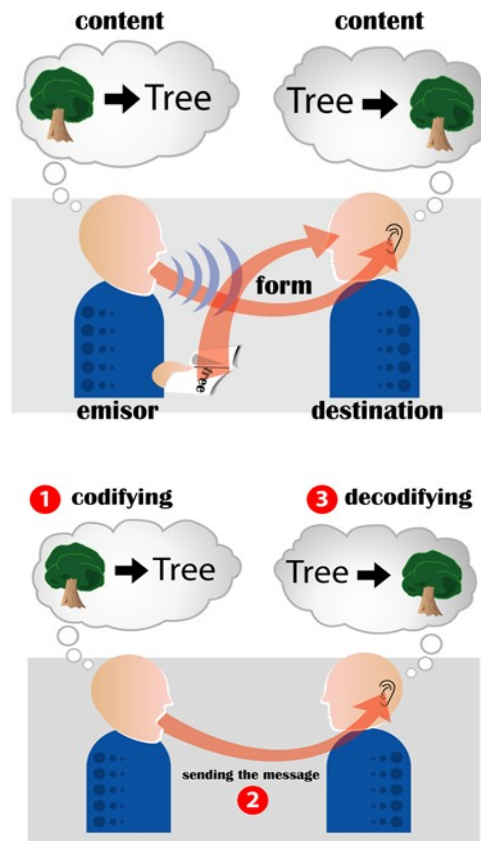 content content
Tree Tree
form
tree
emisor destination
1 codifying 3 decodifying
Tree Tree
sending the message
2